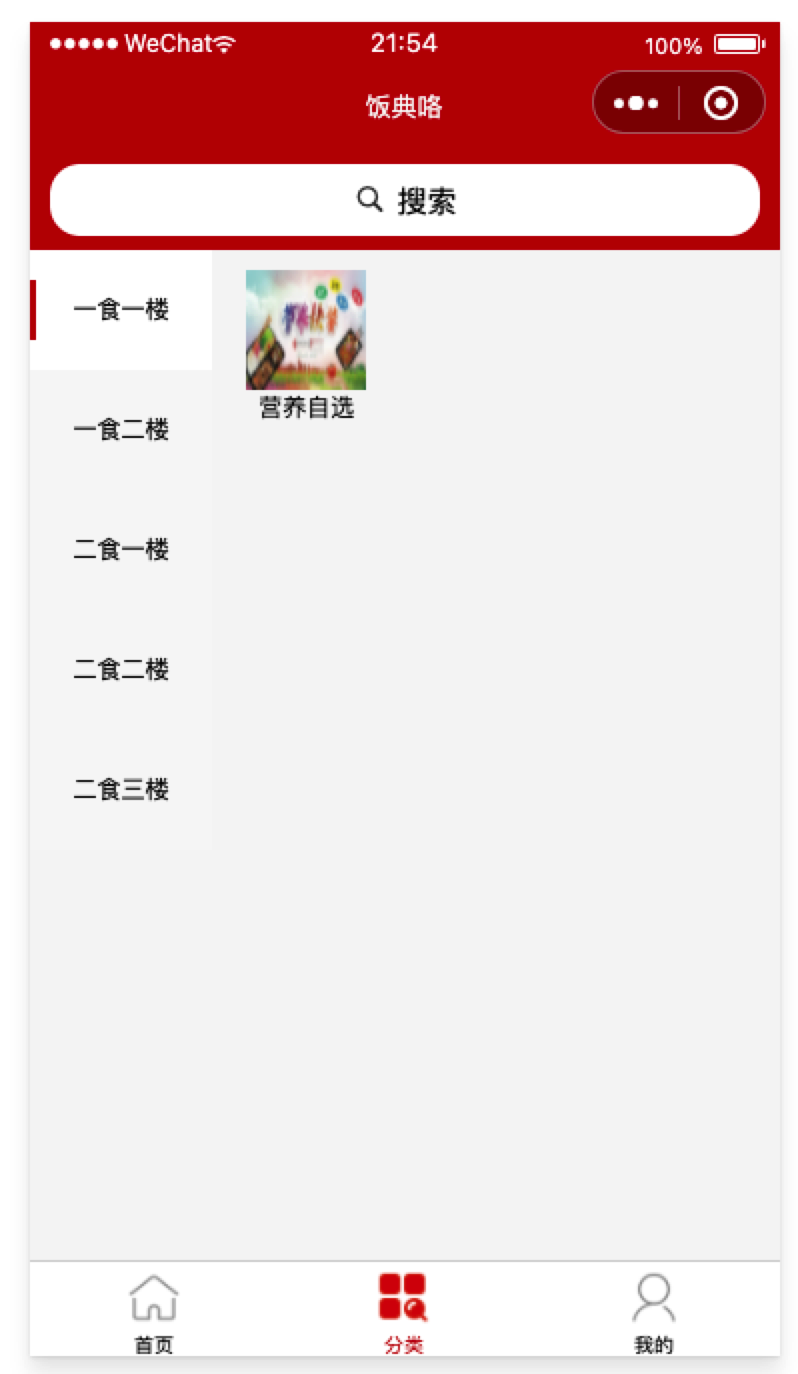 WeChat
21:54
100%
饭典咯
搜索
一食一楼
营养自选
一食二楼
二食一楼
二食二楼
二食三楼
首页
分类
我的